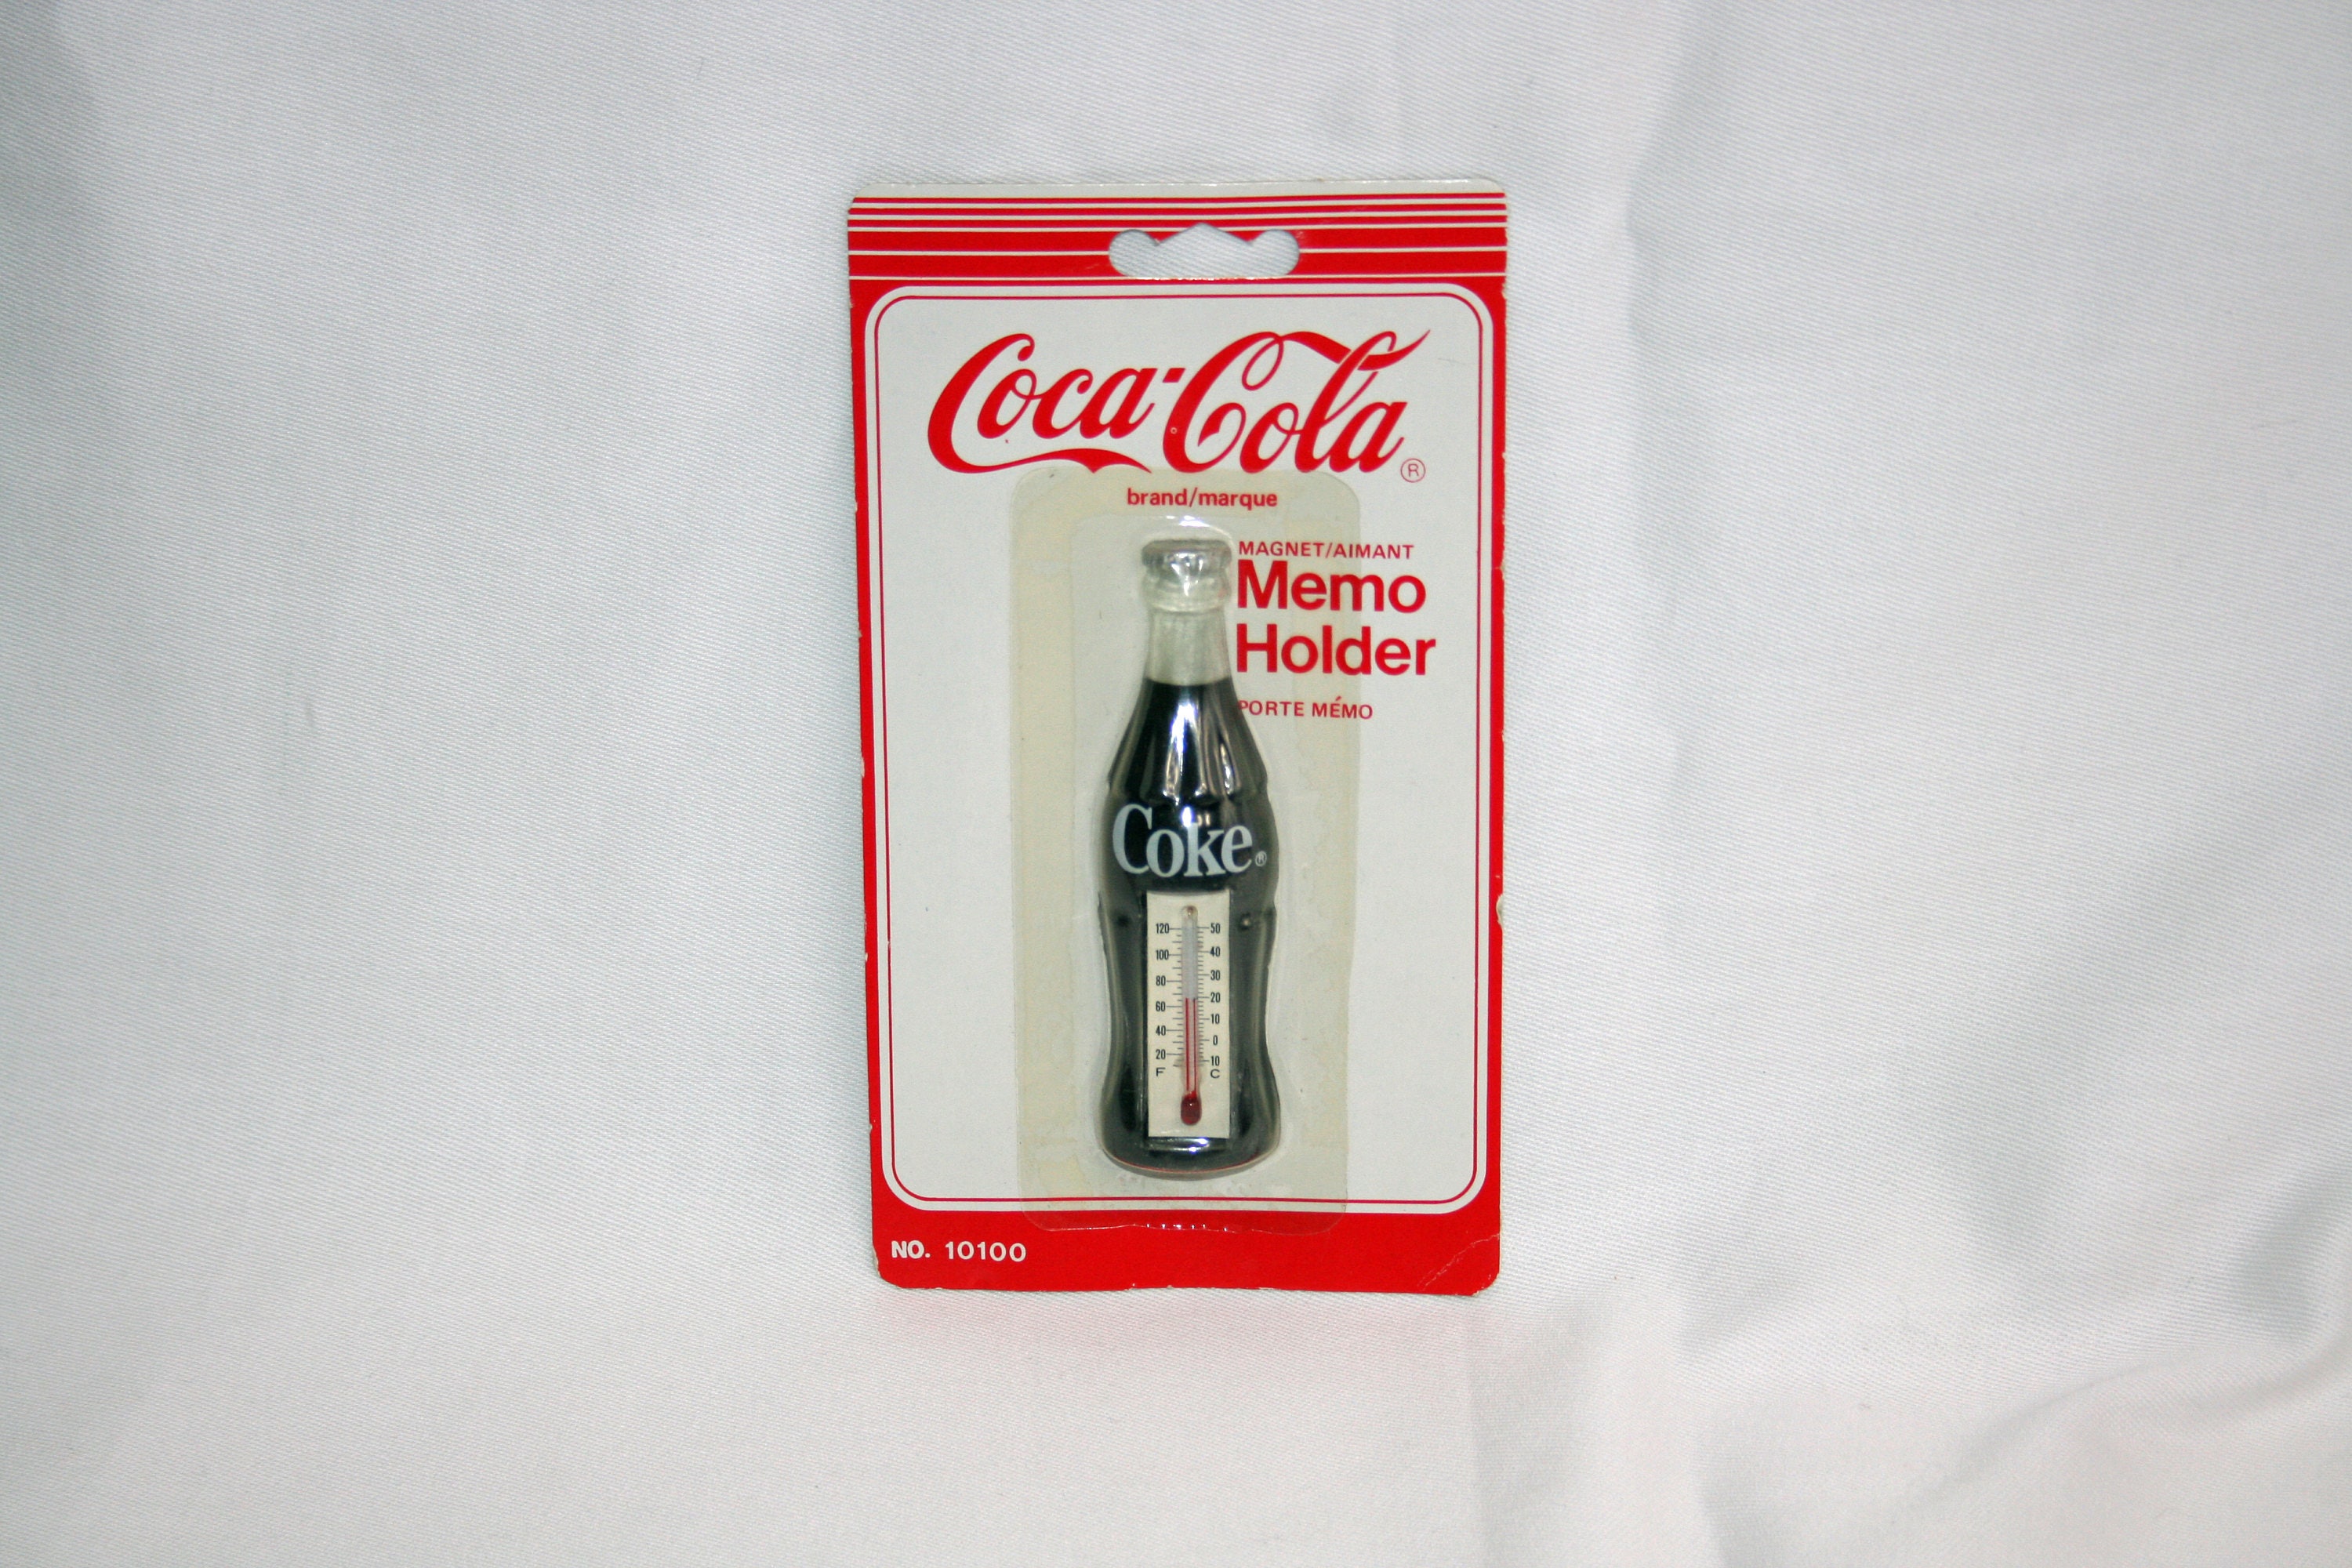 Coca-Cola®
brand/marque
MAGNET/AIMANT
Memo
Holder
PORTE MÉMO
Coke®
120 50
100 40
80 30
60 20
40 10
20 0
10
F C
NO. 10100